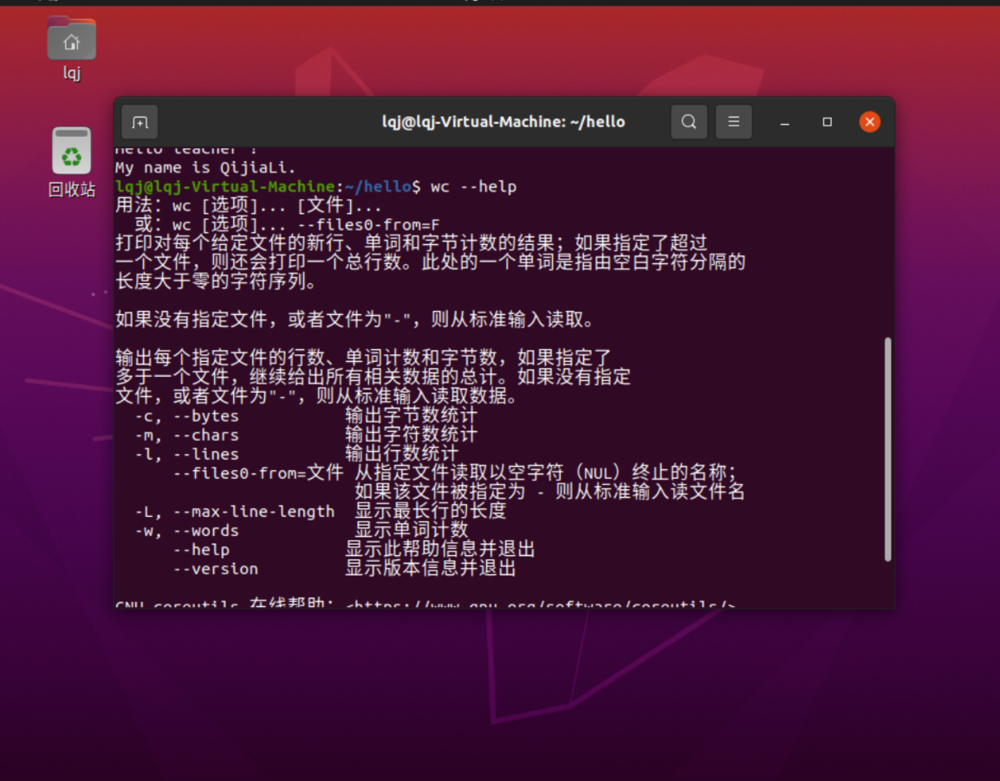 lqj
回收站
lqj@lqj-Virtual-Machine: ~/hello
Hello teacher !
My name is QijiaLi.
lqj@lqj-Virtual-Machine:~/hello$ wc --help
用法：wc [选项]... [文件]...
或：wc [选项]... --files0-from=F
打印对每个给定文件的新行、单词和字节计数的结果；如果指定了超过
一个文件，则还会打印一个总行数。此处的一个单词是指由空白字符分隔的
长度大于零的字符序列。
如果没有指定文件，或者文件为"-"，则从标准输入读取。
输出每个指定文件的行数、单词计数和字节数，如果指定了
多于一个文件，继续给出所有相关数据的总计。如果没有指定
文件，或者文件为"-"，则从标准输入读取数据。
-c, --bytes 输出字节数统计
-m, --chars 输出字符数统计
-l, --lines 输出行数统计
--files0-from=文件 从指定文件读取以空字符（NUL）终止的名称；
如果该文件被指定为 - 则从标准输入读文件名
-L, --max-line-length 显示最长行的长度
-w, --words 显示单词计数
--help 显示此帮助信息并退出
--version 显示版本信息并退出
GNU coreutils 在线帮助：<https://www.gnu.org/software/coreutils/>